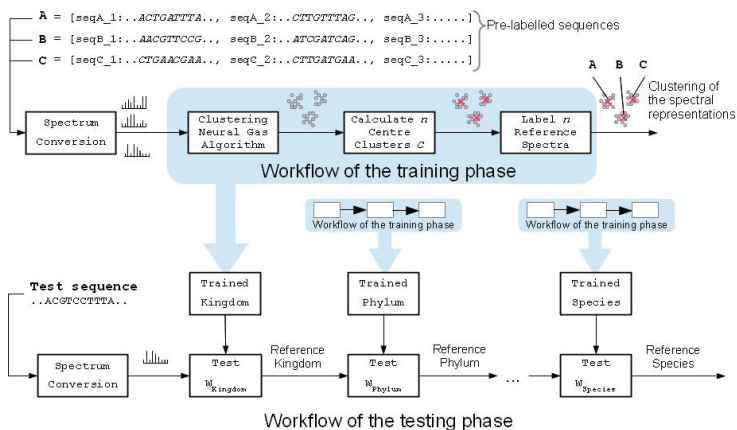 A = [seqA_1:..ACTGATTTA.., seqA_2:..CTTGTTTAG.., seqA_3:.....]
B = [seqB_1:..AACGTTCCG.., seqB_2:..ATCGATCAG.., seqB_3:.....]
C = [seqC_1:..CTGAACGAA.., seqC_2:..CTTGATGAA.., seqC_3:.....]
Pre-labelled sequences
A B C
Clustering of
the spectral
representations
Spectrum
Conversion
Clustering
Neural Gas
Algorithm
Calculate n
Centre
Clusters C
Label n
Reference
Spectra
Workflow of the training phase
Workflow of the training phase
Workflow of the training phase
Test sequence
..ACGTCCTTTA..
Trained
Kingdom
Trained
Phylum
Trained
Species
Spectrum
Conversion
Test
W Kingdom
Reference
Kingdom
Test
W Phylum
Reference
Phylum
...
Test
W Species
Reference
Species
Workflow of the testing phase